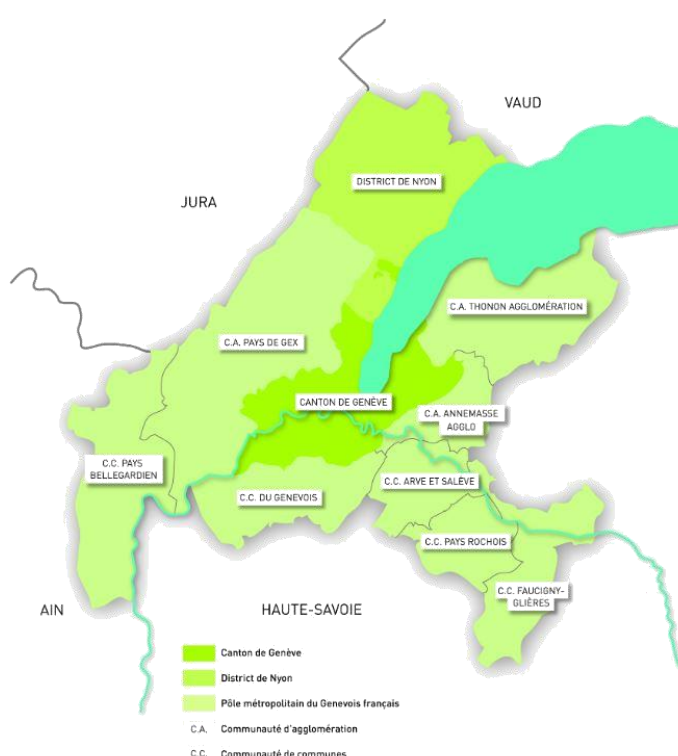 VAUD
DISTRICT DE NYON
JURA
C.A. THONON AGGLOMÉRATION
C.A. PAYS DE GEX
CANTON DE GENÈVE
C.A. ANNEMASSE
AGGLO
C.C. PAYS
BELLEGARDIEN
C.C. ARVE ET SALÈVE
C.C. DU GENEVOIS
C.C. PAYS ROCHOIS
C.C. FAUCIGNY-
GLIÈRES
AIN
HAUTE-SAVOIE
Canton de Genève
District de Nyon
Pôle métropolitain du Genevois français
C.A. Communauté d'agglomération
C.C. Communauté de communes